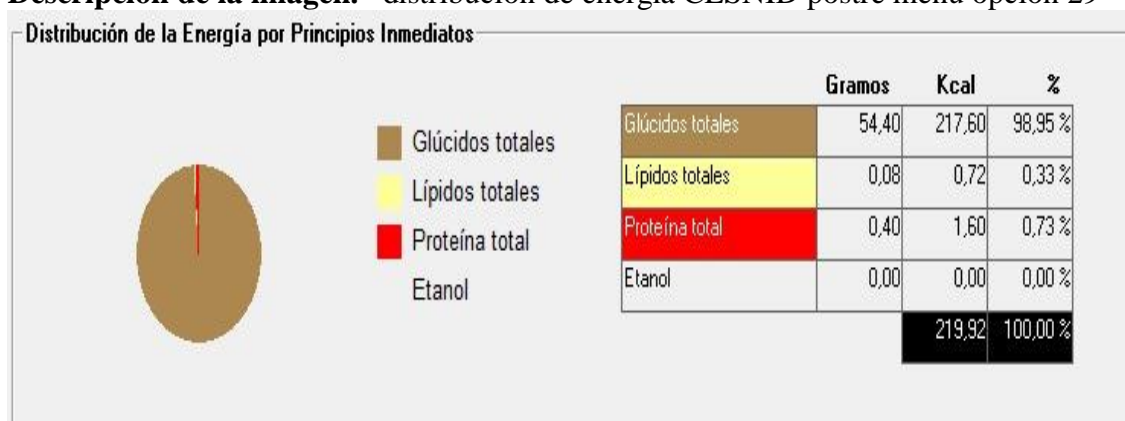 Descripción de la imagen. distribución de energía CESNID postre menú opción 29
Distribución de la Energía por Principios Inmediatos
Gramos Kcal %
Glúcidos totales 54,40 217,60 98,95 %
Lípidos totales 0,08 0,72 0,33 %
Proteína total 0,40 1,60 0,73 %
Etanol 0,00 0,00 0,00 %
219,92 100,00 %
Glúcidos totales
Lípidos totales
Proteína total
Etanol